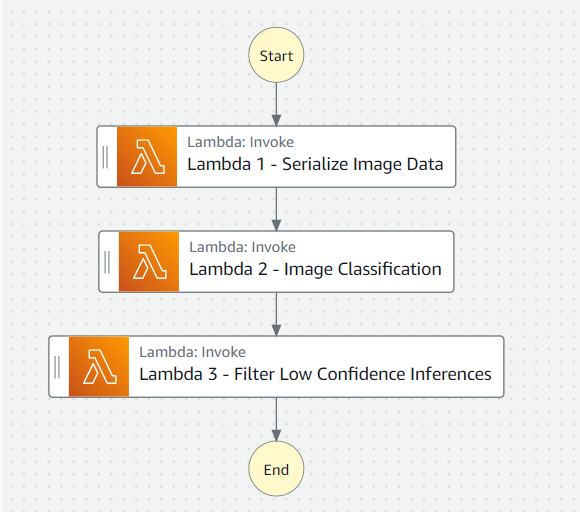 Start
Lambda: Invoke
Lambda 1 - Serialize Image Data
Lambda: Invoke
Lambda 2 - Image Classification
Lambda: Invoke
Lambda 3 - Filter Low Confidence Inferences
End